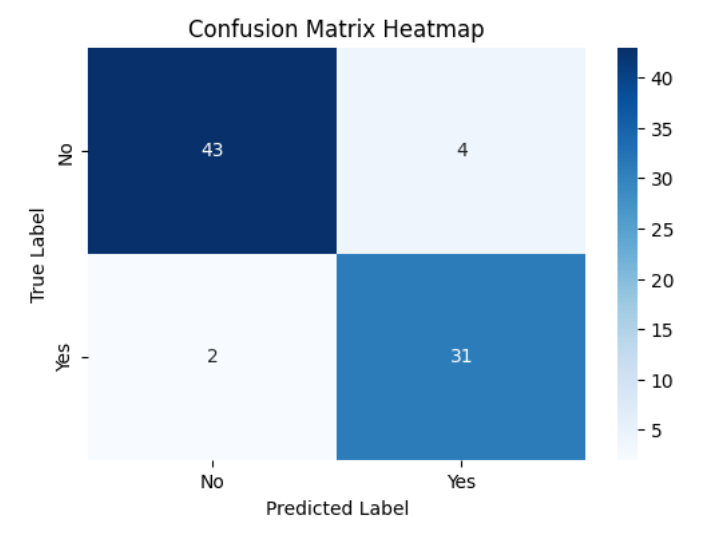 Confusion Matrix Heatmap
True Label
No
Yes
43
4
2
31
No
Yes
Predicted Label
40
35
30
25
20
15
10
5